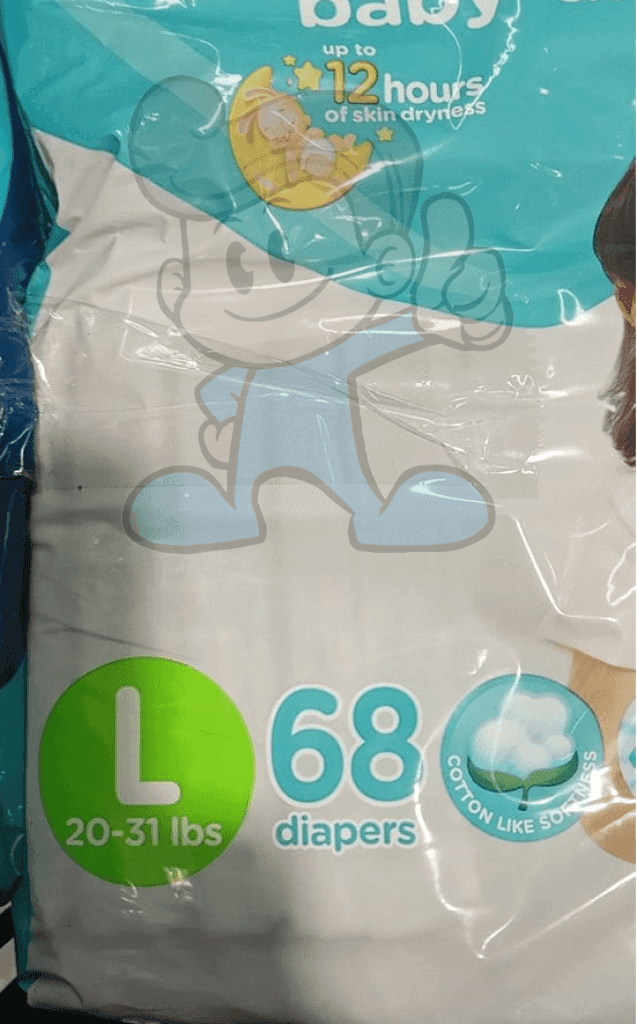 baby
up to
12 hours
of skin dryness
L
20-31 lbs
68
diapers
COTTON LIKE SOFTNESS